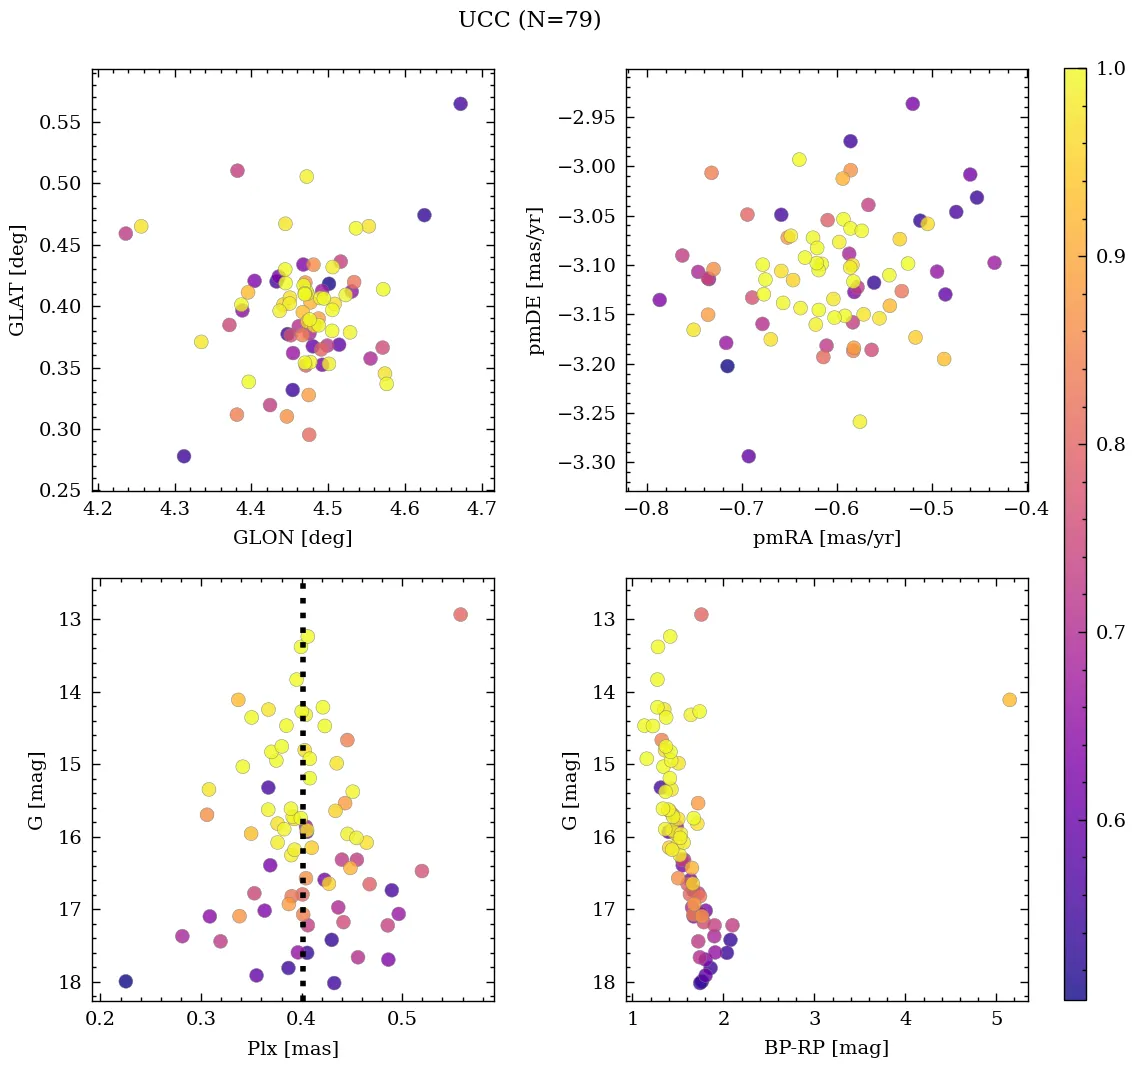 UCC (N=79)
GLAT [deg]
0.55
0.50
0.45
0.40
0.35
0.30
0.25
4.2 4.3 4.4 4.5 4.6 4.7
GLON [deg]
pmDE [mas/yr]
−2.95
−3.00
−3.05
−3.10
−3.15
−3.20
−3.25
−3.30
−0.8 −0.7 −0.6 −0.5 −0.4
pmRA [mas/yr]
G [mag]
13
14
15
16
17
18
0.2 0.3 0.4 0.5
Plx [mas]
G [mag]
13
14
15
16
17
18
1 2 3 4 5
BP-RP [mag]
1.0
0.9
0.8
0.7
0.6